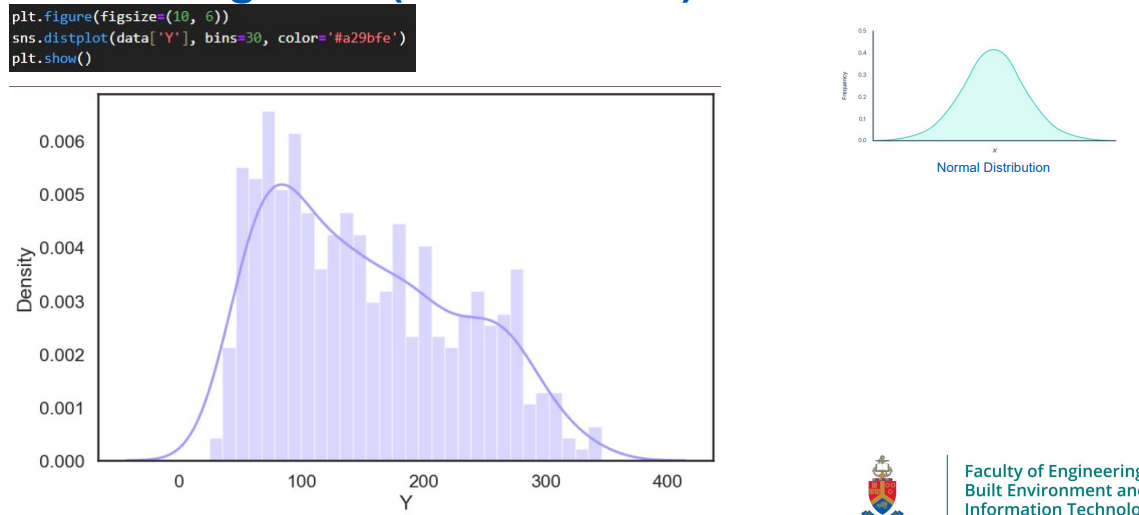 plt.figure(figsize=(10, 6))
sns.distplot(data['Y'], bins=30, color='#a29bfe')
plt.show()
0.006
0.005
0.004
0.003
0.002
0.001
0.000
Density
0 100 200 300 400
Y
0.5
0.4
0.3
0.2
0.1
0.0
Frequency
x
Normal Distribution
Faculty of Engineering
Built Environment an
Information Technolo